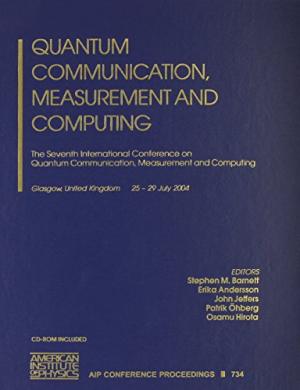 QUANTUM
COMMUNICATION,
MEASUREMENT AND
COMPUTING
The Seventh International Conference on
Quantum Communication, Measurement and Computing
Glasgow, United Kingdom 25 – 29 July 2004
EDITORS
Stephen M. Barnett
Erika Andersson
John Jeffers
Patrik Öhberg
Osamu Hirota
CD-ROM INCLUDED
AMERICAN
INSTITUTE
OF PHYSICS
AIP CONFERENCE PROCEEDINGS 734